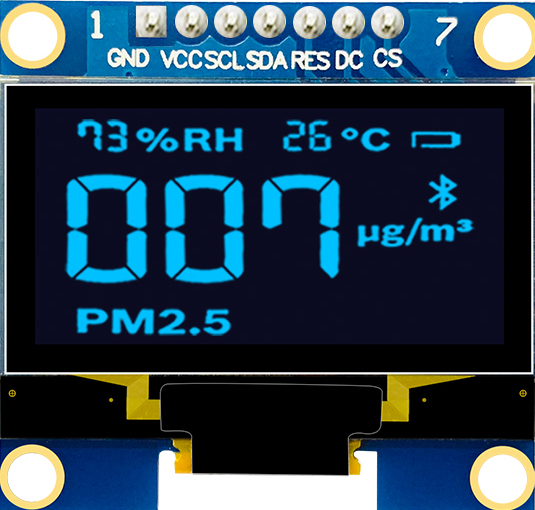 1 7
GND VCC SCL SDA RES DC CS
73%RH 26°C
007 µg/m³
PM2.5